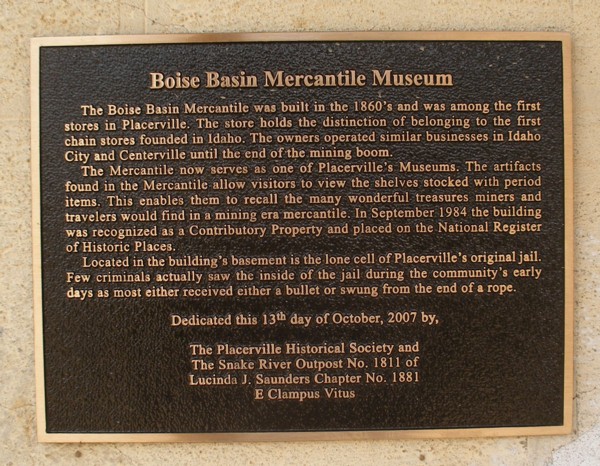 Boise Basin Mercantile Museum
The Boise Basin Mercantile was built in the 1860's and was among the first
stores in Placerville. The store holds the distinction of belonging to the first
chain stores founded in Idaho. The owners operated similar businesses in Idaho
City and Centerville until the end of the mining boom.
The Mercantile now serves as one of Placerville's Museums. The artifacts
found in the Mercantile allow visitors to view the shelves stocked with period
items. This enables them to recall the many wonderful treasures miners and
travelers would find in a mining era mercantile. In September 1984 the building
was recognized as a Contributory Property and placed on the National Register
of Historic Places.
Located in the building's basement is the lone cell of Placerville's original jail.
Few criminals actually saw the inside of the jail during the community's early
days as most either received either a bullet or swung from the end of a rope.
Dedicated this 13th day of October, 2007 by,
The Placerville Historical Society and
The Snake River Outpost No. 1811 of
Lucinda J. Saunders Chapter No. 1881
E Clampus Vitus